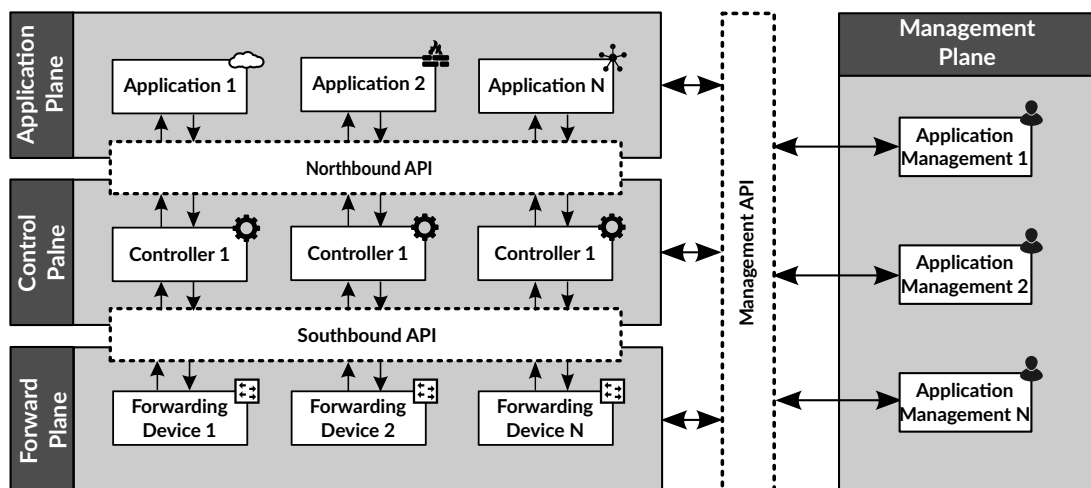 Application
Plane
Application 1
Application 2
Application N
Northbound API
Control
Palne
Controller 1
Controller 1
Controller 1
Southbound API
Forward
Plane
Forwarding
Device 1
Forwarding
Device 2
Forwarding
Device N
Management API
Management
Plane
Application
Management 1
Application
Management 2
Application
Management N